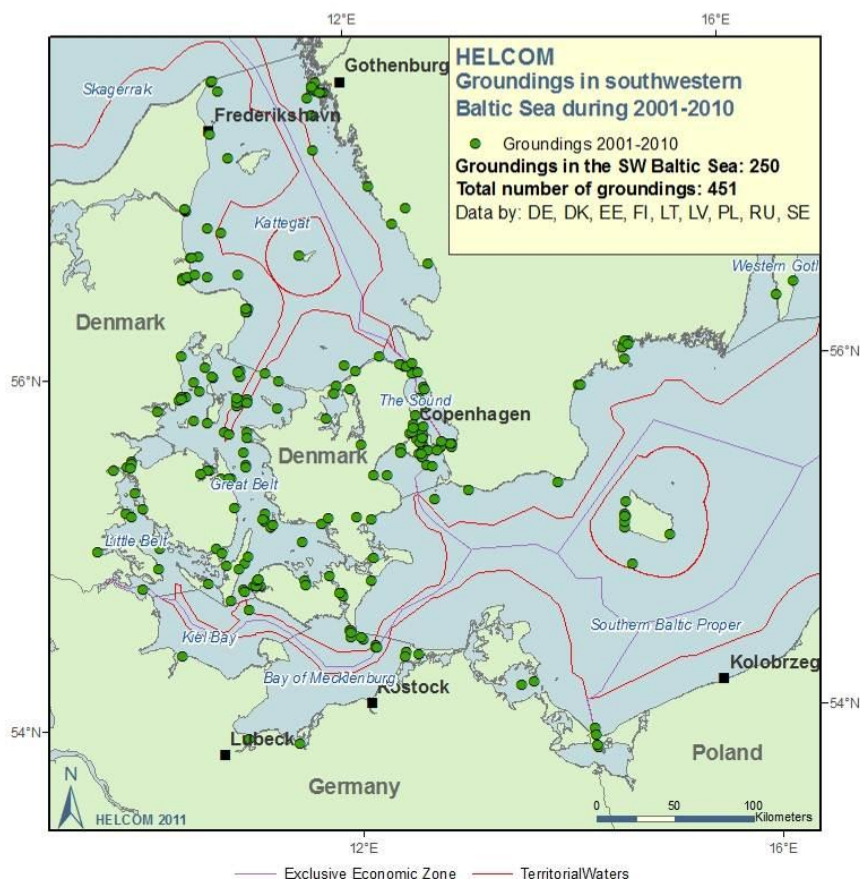 12°E
16°E
HELCOM
Groundings in southwestern
Baltic Sea during 2001-2010
Groundings 2001-2010
Groundings in the SW Baltic Sea: 250
Total number of groundings: 451
Data by: DE, DK, EE, FI, LT, LV, PL, RU, SE
Gothenburg
Skagerrak
Frederikshavn
Kattegat
Western Gotl
Denmark
56°N
56°N
The Sound
Copenhagen
Denmark
Great Belt
Little Belt
Southern Baltic Proper
Kiel Bay
Bay of Mecklenburg
Kolobrzeg
Rostock
54°N
54°N
Lubeck
Poland
Germany
N
HELCOM 2011
0 50 100
Kilometers
12°E
16°E
Exclusive Economic Zone
TerritorialWaters